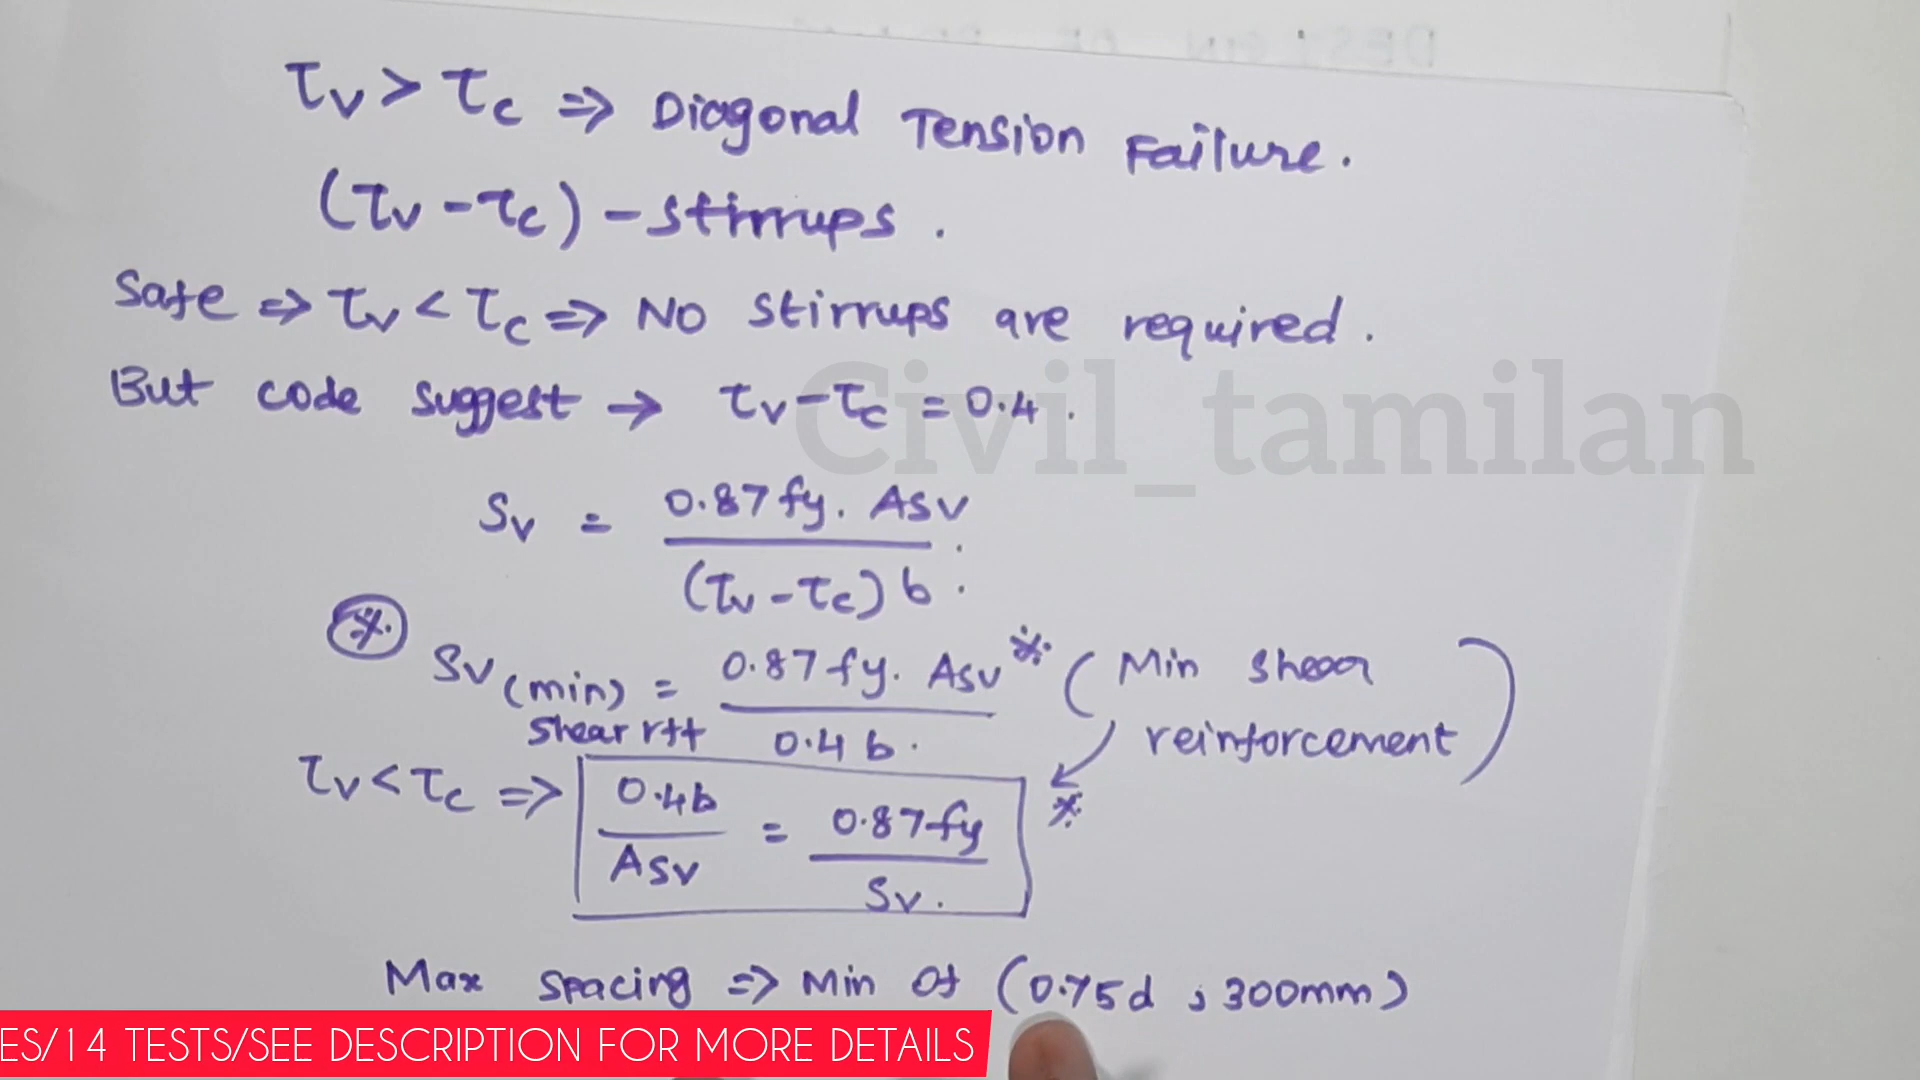 τv > τc ⇒ Diagonal Tension Failure.
(τv - τc) - stirrups.
Safe ⇒ τv < τc ⇒ No stirrups are required.
But code suggest → τv - τc = 0.4.
Civil_tamilan
Sv = 0.87 fy. Asv / (τv - τc) b.
Sv (min) shear rft = 0.87 fy. Asv / 0.4 b. (Min shear reinforcement)
τv < τc ⇒ 0.4b / Asv = 0.87 fy / Sv.
Max spacing ⇒ Min of (0.75d, 300mm)
ES/14 TESTS/SEE DESCRIPTION FOR MORE DETAILS